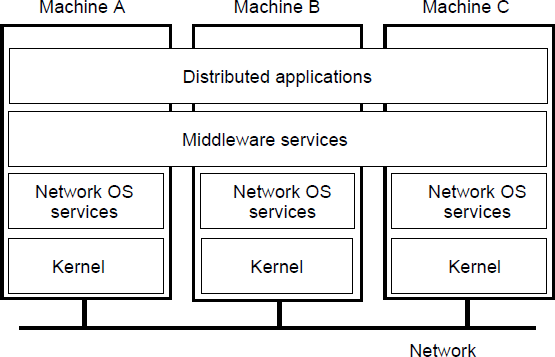 Machine A
Machine B
Machine C
Distributed applications
Middleware services
Network OS
services
Network OS
services
Network OS
services
Kernel
Kernel
Kernel
Network